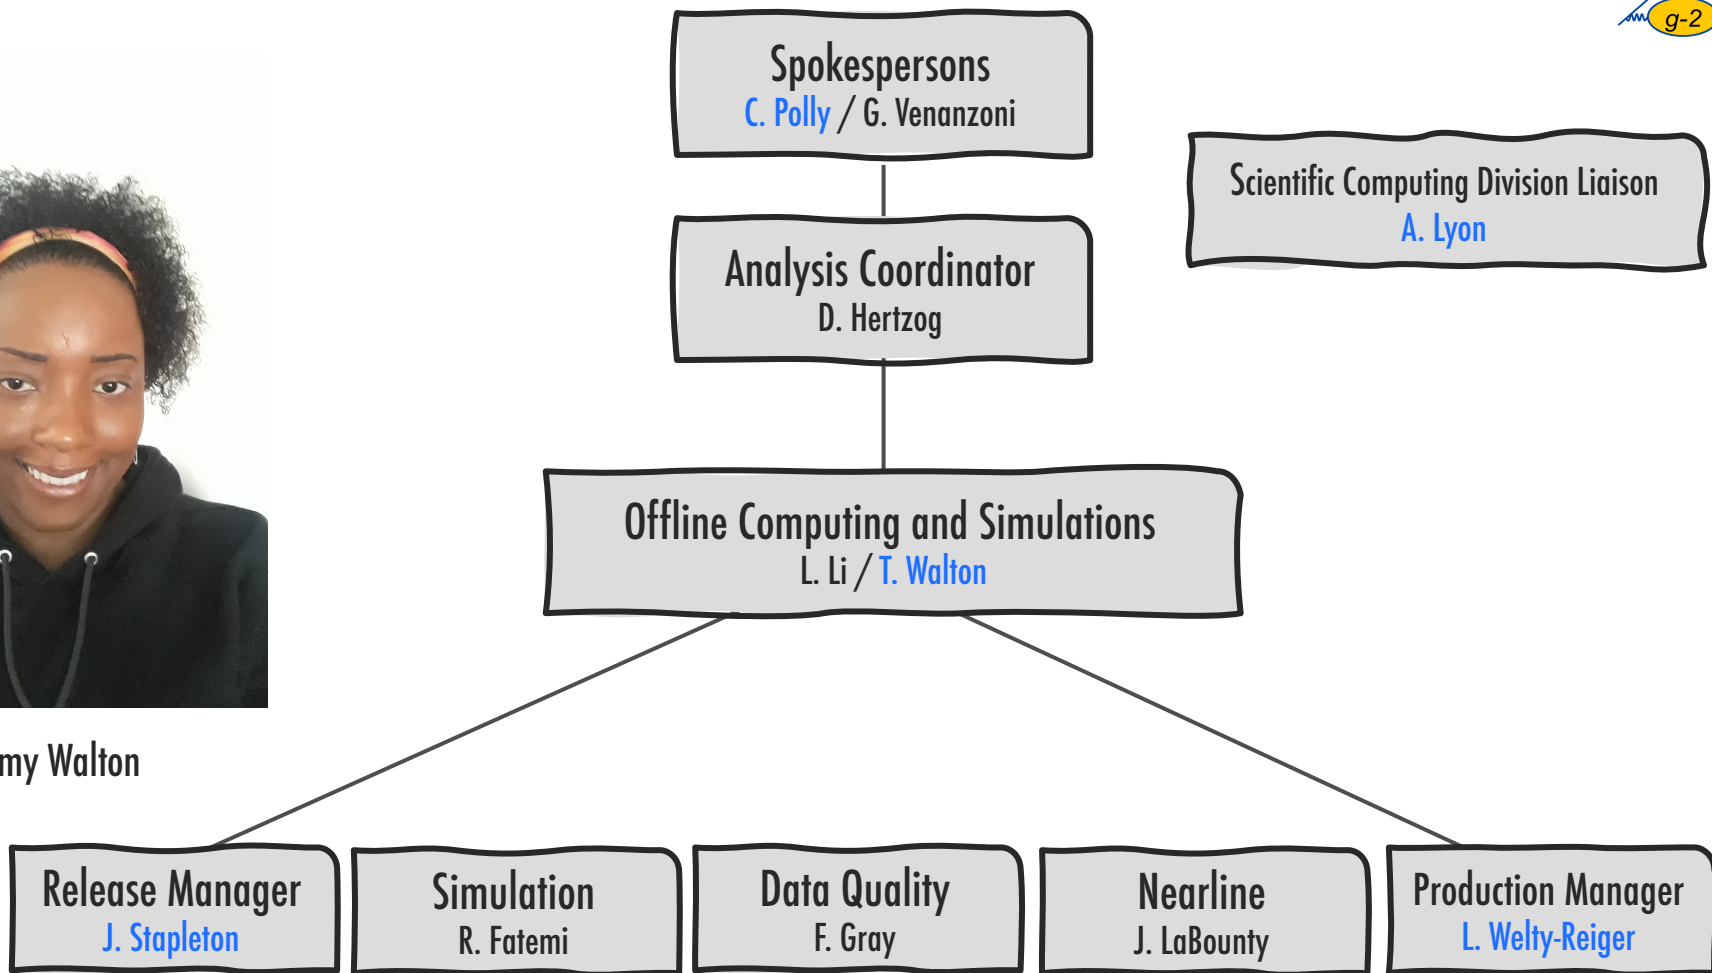 g-2
Spokespersons
C. Polly / G. Venanzoni
Scientific Computing Division Liaison
A. Lyon
Analysis Coordinator
D. Hertzog
Offline Computing and Simulations
L. Li / T. Walton
my Walton
Release Manager
J. Stapleton
Simulation
R. Fatemi
Data Quality
F. Gray
Nearline
J. LaBounty
Production Manager
L. Welty-Reiger